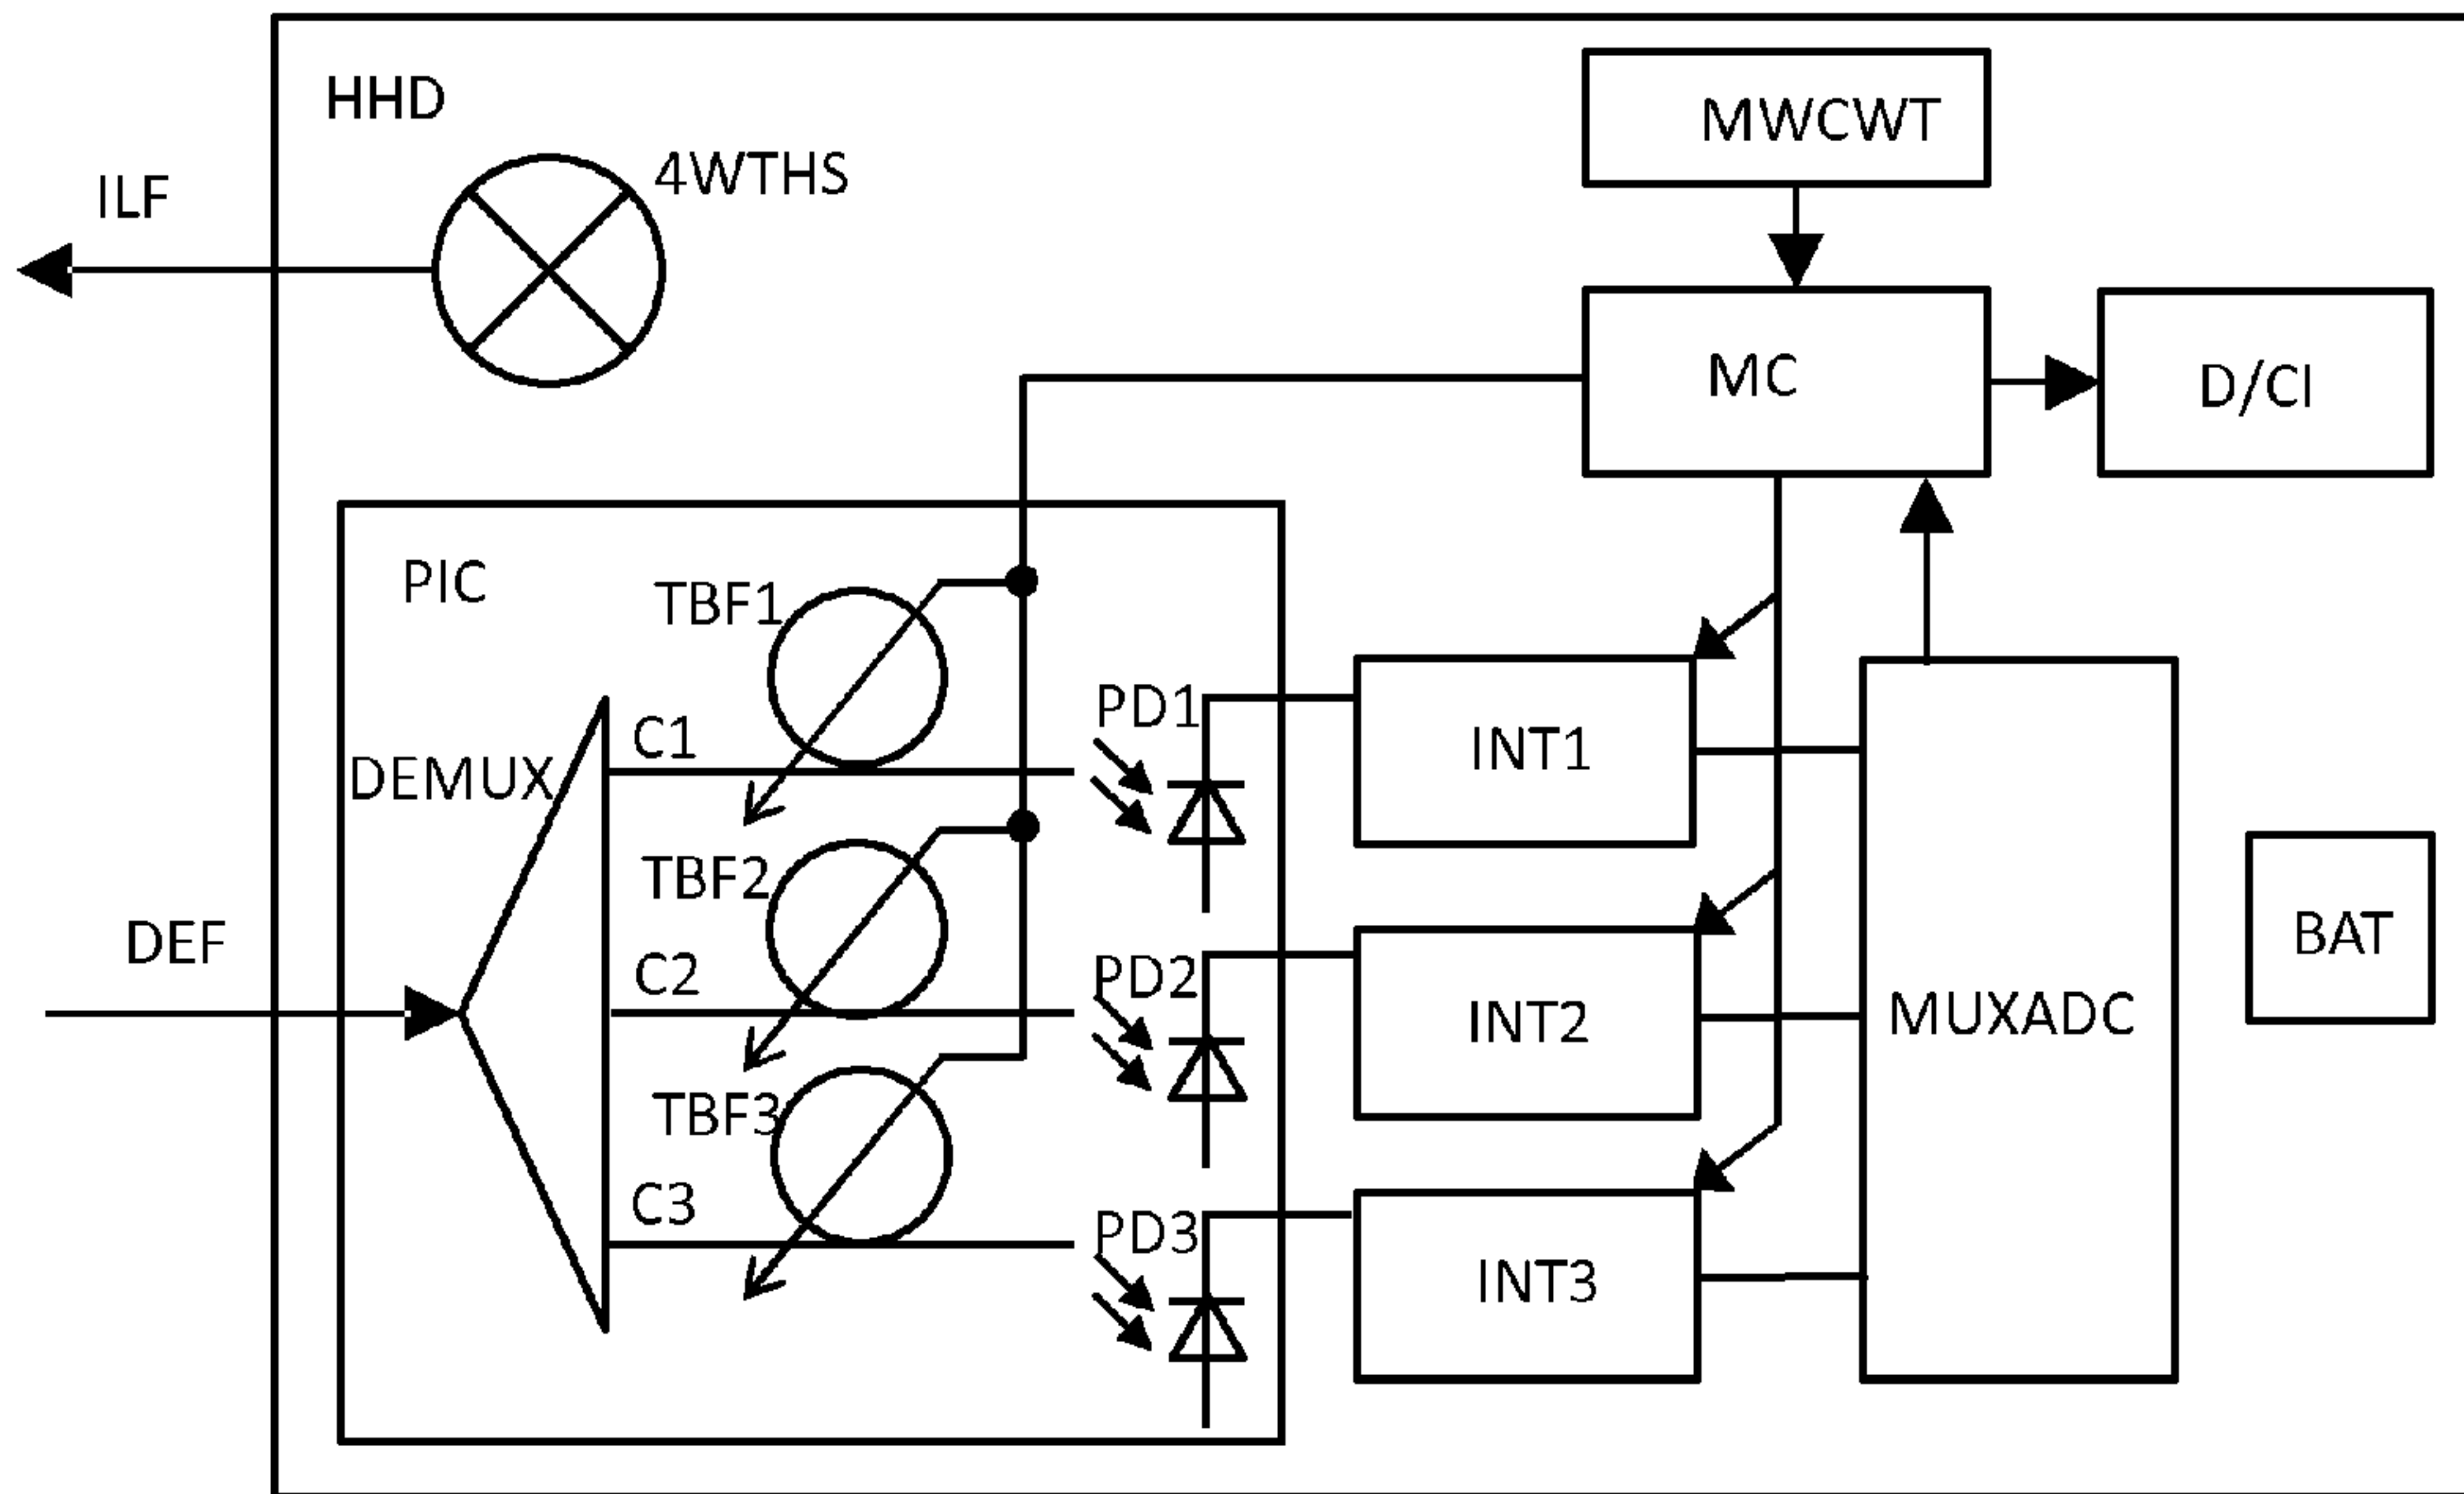 HHD
MWCWT
4WTHS
ILF
MC
D/CI
PIC
TBF1
PD1
C1
INT1
DEMUX
TBF2
BAT
DEF
C2
PD2
INT2
MUXADC
TBF3
C3
PD3
INT3